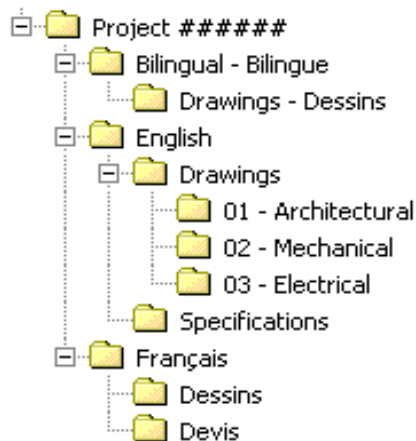 Project ######
Bilingual - Bilingue
Drawings - Dessins
English
Drawings
01 - Architectural
02 - Mechanical
03 - Electrical
Specifications
Français
Dessins
Devis